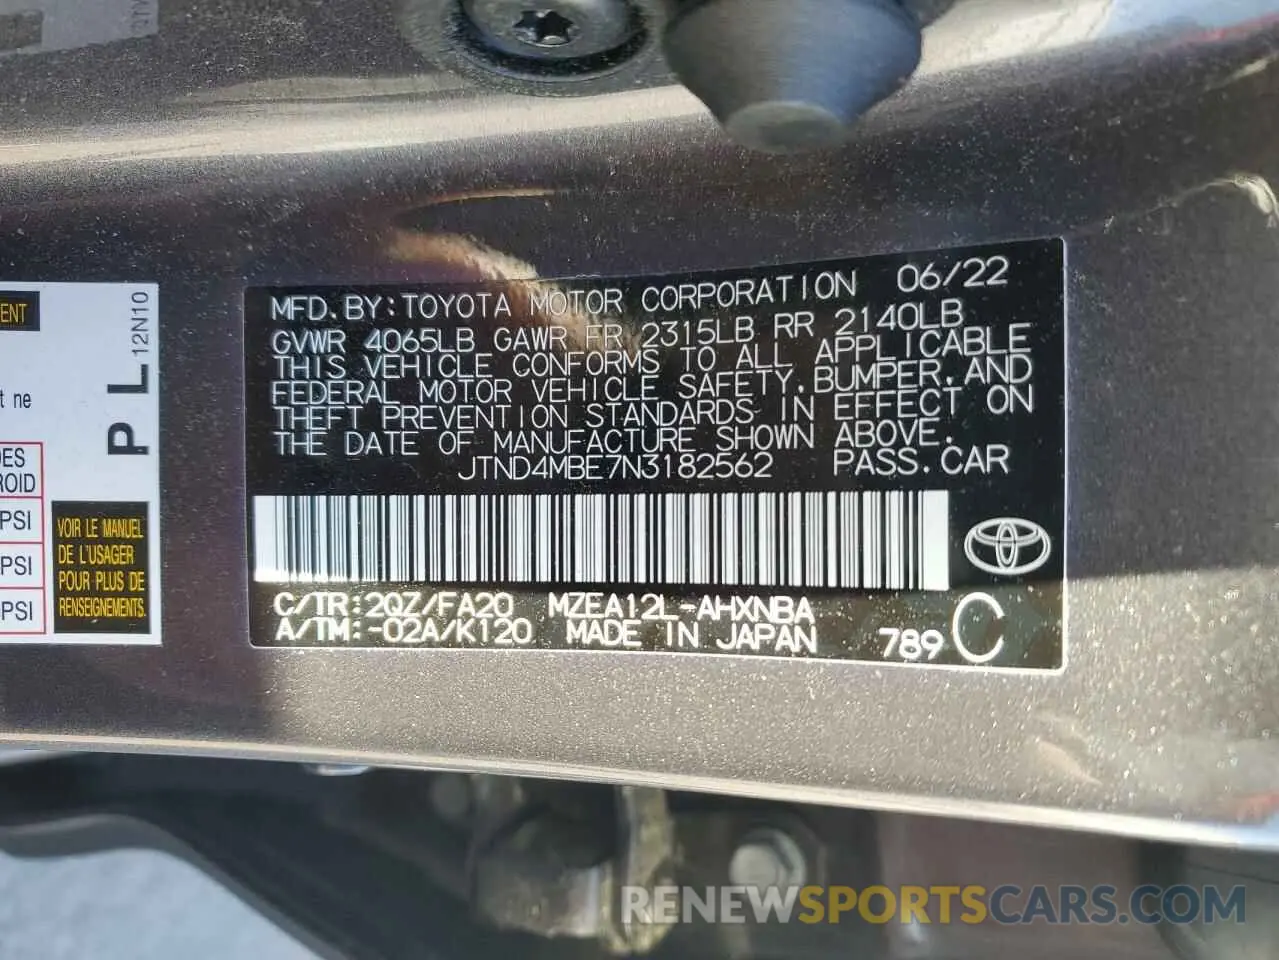 MFD.BY:TOYOTA MOTOR CORPORATION 06/22
GVWR 4065LB GAWR FR 2315LB RR 2140LB
THIS VEHICLE CONFORMS TO ALL APPLICABLE
FEDERAL MOTOR VEHICLE SAFETY,BUMPER,AND
THEFT PREVENTION STANDARDS IN EFFECT ON
THE DATE OF MANUFACTURE SHOWN ABOVE.
JTND4MBE7N3182562 PASS.CAR
C/TR:2QZ/FA20 MZEA12L-AHXNBA
A/TM:-02A/K120 MADE IN JAPAN 789 C
ENT
t ne
DES
ROID
PSI
PSI
PSI
P L 12N10
VOIR LE MANUEL
DE L'USAGER
POUR PLUS DE
RENSEIGNEMENTS.
RENEWSPORTSCARS.COM